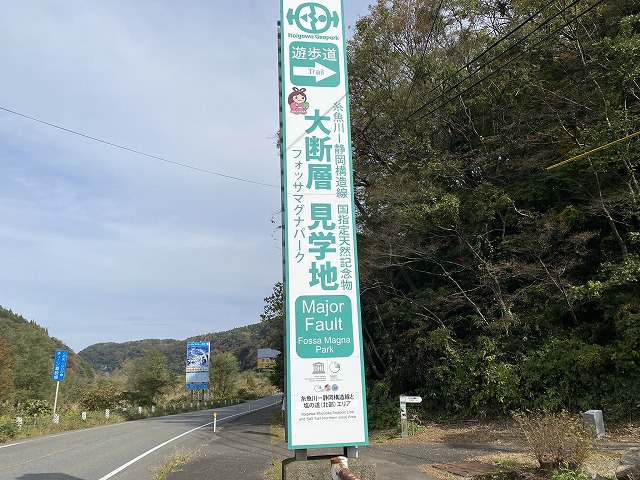 Itoigawa Geopark
遊歩道
Trail
糸魚川ー静岡構造線
国指定天然記念物
大断層 見学地
フォッサマグナパーク
Major
Fault
Fossa Magna
Park
糸魚川ー静岡構造線と
塩の道(北部)エリア
Itoigawa-Shizuoka Tectonic Line
and Salt Trail (northern area) Area